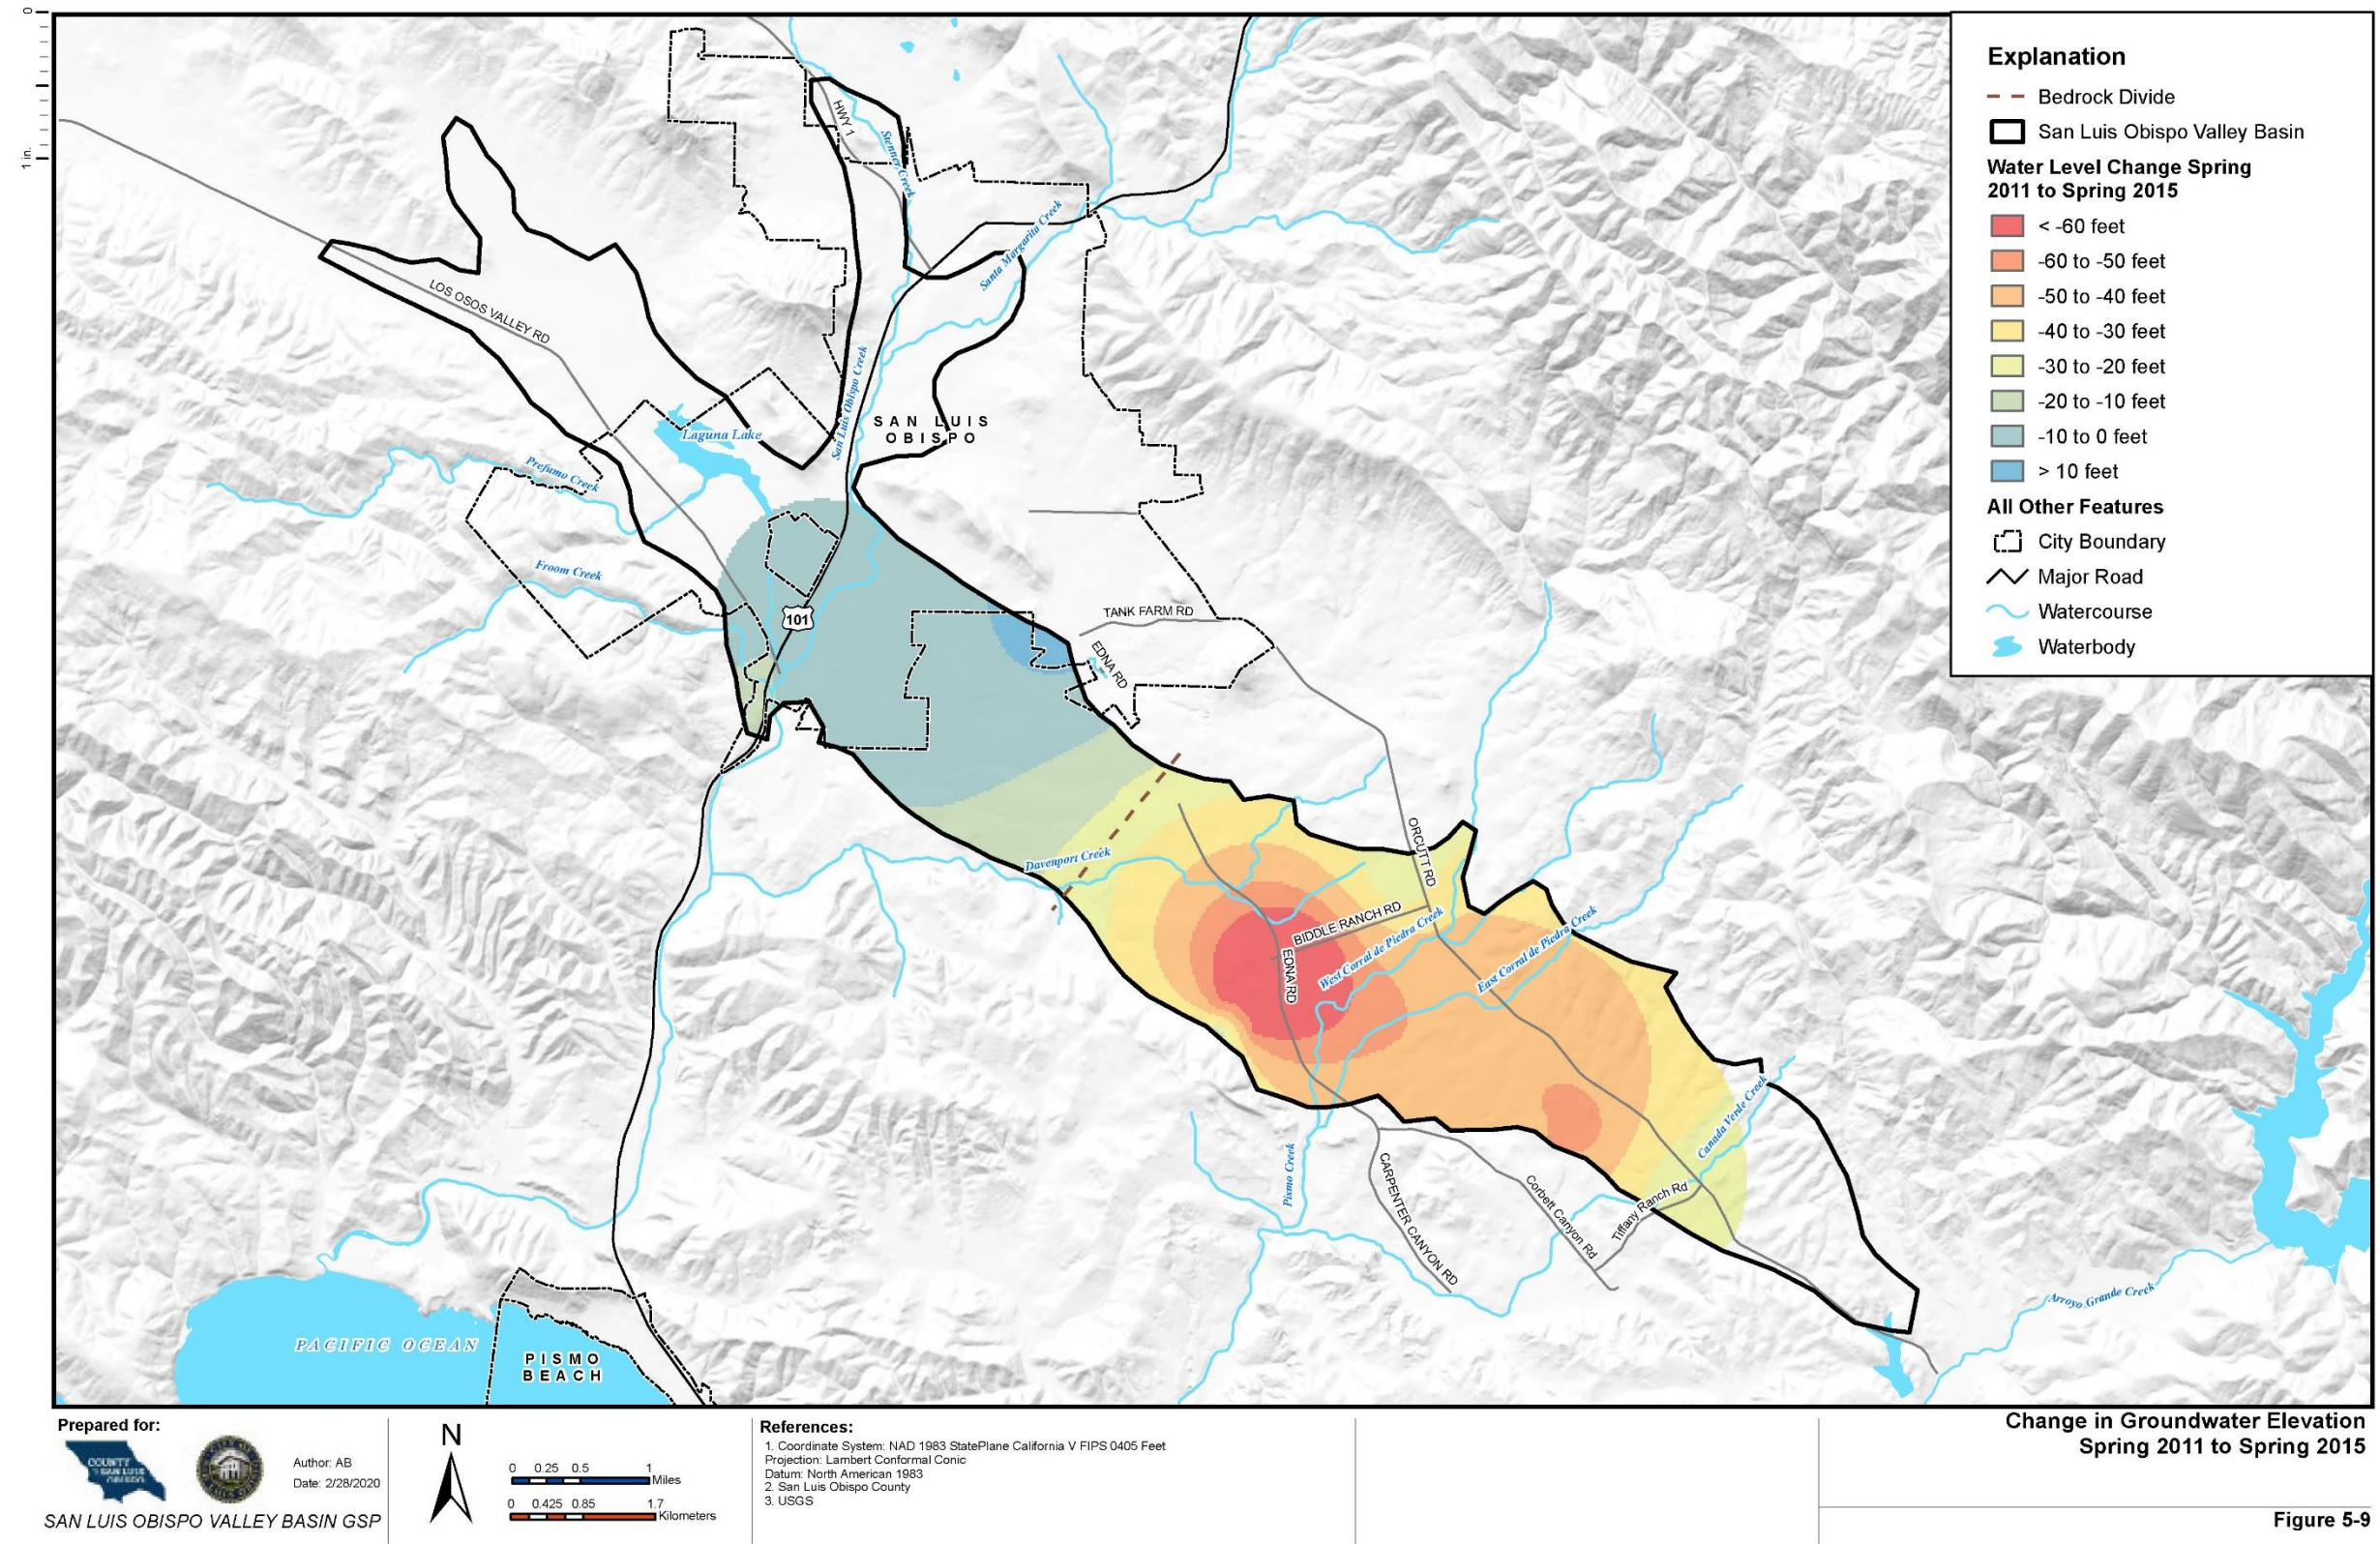 0
1 in.
HWY 1
Stenner Creek
Santa Margarita Creek
LOS OSOS VALLEY RD
San Luis Obispo Creek
SAN LUIS
OBISPO
Laguna Lake
Prefumo Creek
Froom Creek
101
TANK FARM RD
EDNA RD
Davenport Creek
ORCUTT RD
BIDDLE RANCH RD
EDNA RD
West Corral de Piedra Creek
East Corral de Piedra Creek
Canada Verde Creek
Pismo Creek
CARPENTER CANYON RD
Corbett Canyon Rd
Tiffany Ranch Rd
Arroyo Grande Creek
PACIFIC OCEAN
PISMO
BEACH
Explanation
Bedrock Divide
San Luis Obispo Valley Basin
Water Level Change Spring
2011 to Spring 2015
< -60 feet
-60 to -50 feet
-50 to -40 feet
-40 to -30 feet
-30 to -20 feet
-20 to -10 feet
-10 to 0 feet
> 10 feet
All Other Features
City Boundary
Major Road
Watercourse
Waterbody
Prepared for:
COUNTY
Author: AB
Date: 2/28/2020
SAN LUIS OBISPO VALLEY BASIN GSP
N
0 0.25 0.5 1
Miles
0 0.425 0.85 1.7
Kilometers
References:
1. Coordinate System: NAD 1983 StatePlane California V FIPS 0405 Feet
Projection: Lambert Conformal Conic
Datum: North American 1983
2. San Luis Obispo County
3. USGS
Change in Groundwater Elevation
Spring 2011 to Spring 2015
Figure 5-9